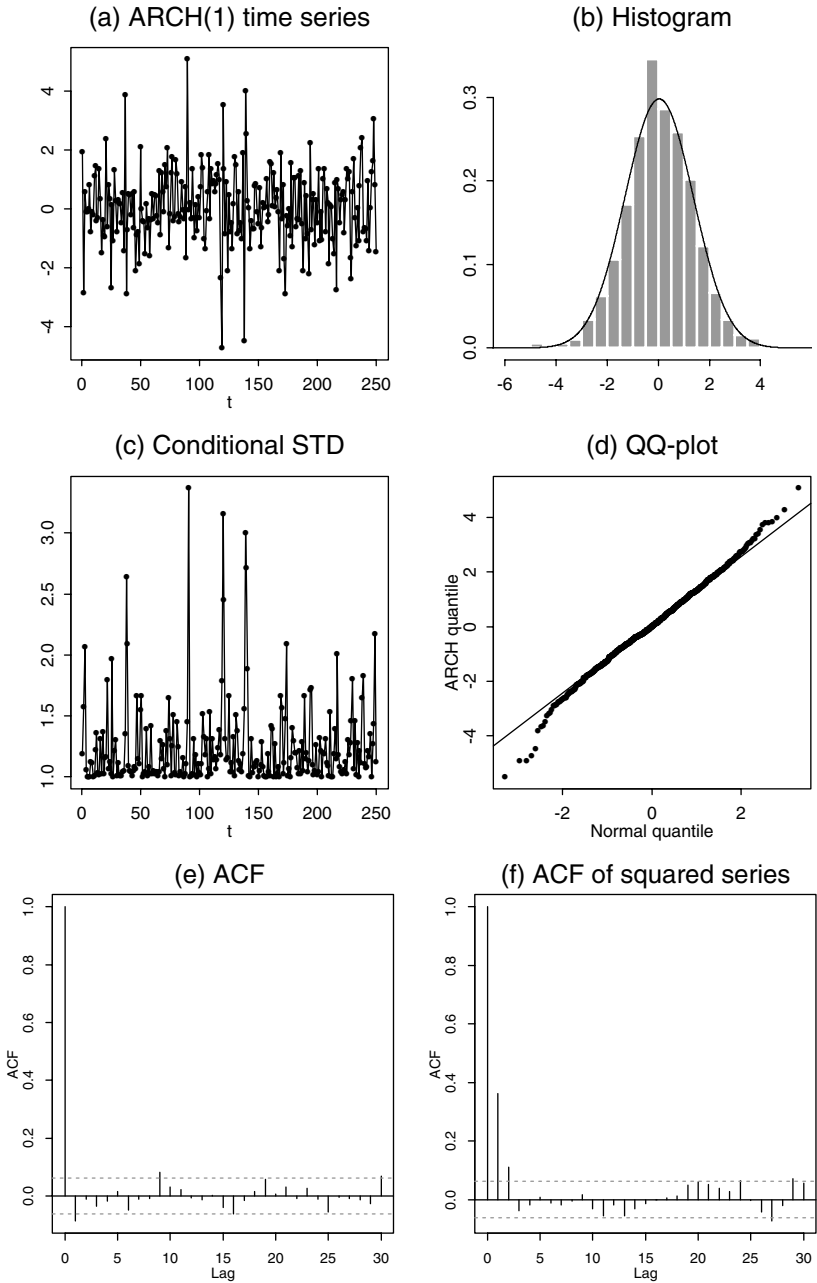 (a) ARCH(1) time series
4
2
0
-2
-4
0 50 100 150 200 250
t
(b) Histogram
0.3
0.2
0.1
0.0
-6 -4 -2 0 2 4
(c) Conditional STD
3.0
2.5
2.0
1.5
1.0
0 50 100 150 200 250
t
(d) QQ-plot
ARCH quantile
4
2
0
-2
-4
-2 0 2
Normal quantile
(e) ACF
ACF
1.0
0.8
0.6
0.4
0.2
0.0
0 5 10 15 20 25 30
Lag
(f) ACF of squared series
ACF
1.0
0.8
0.6
0.4
0.2
0.0
0 5 10 15 20 25 30
Lag